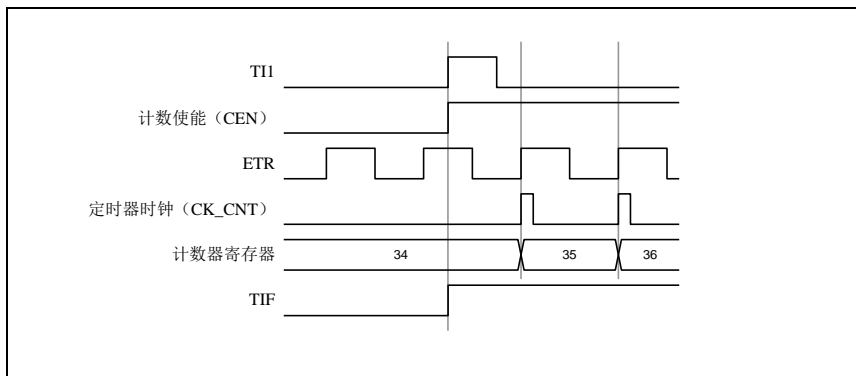 TI1
计数使能（CEN）
ETR
定时器时钟（CK_CNT）
计数器寄存器 34 35 36
TIF